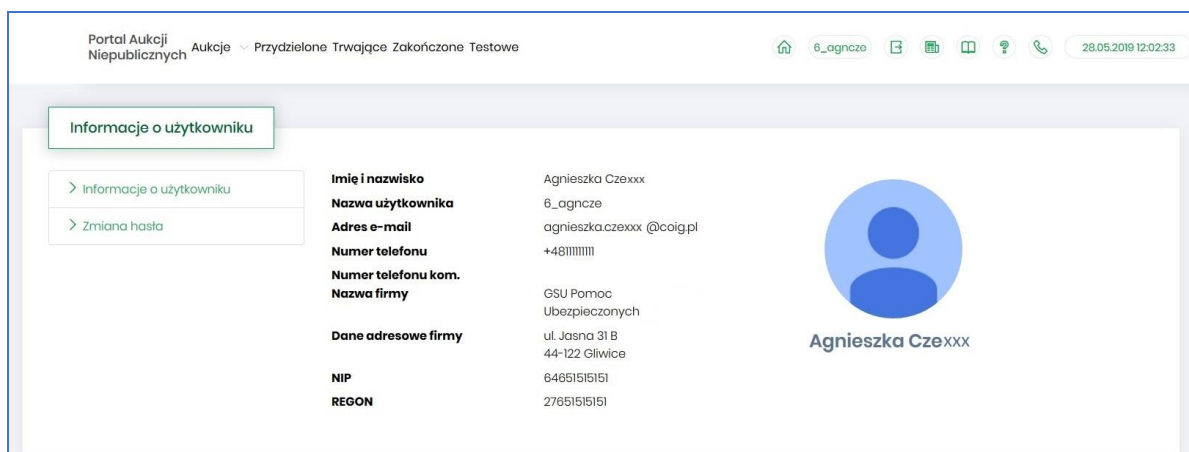 Portal Aukcji
Niepublicznych
Aukcje Przydzielone Trwające Zakończone Testowe
6_agncze
28.05.2019 12:02:33
Informacje o użytkowniku
Informacje o użytkowniku
Zmiana hasła
Imię i nazwisko Agnieszka Czexxx
Nazwa użytkownika 6_agncze
Adres e-mail agnieszka.czexxx @coig.pl
Numer telefonu +48111111111
Numer telefonu kom.
Nazwa firmy GSU Pomoc
Ubezpieczonych
Dane adresowe firmy ul. Jasna 31 B
44-122 Gliwice
NIP 64651515151
REGON 27651515151
Agnieszka Czexxx